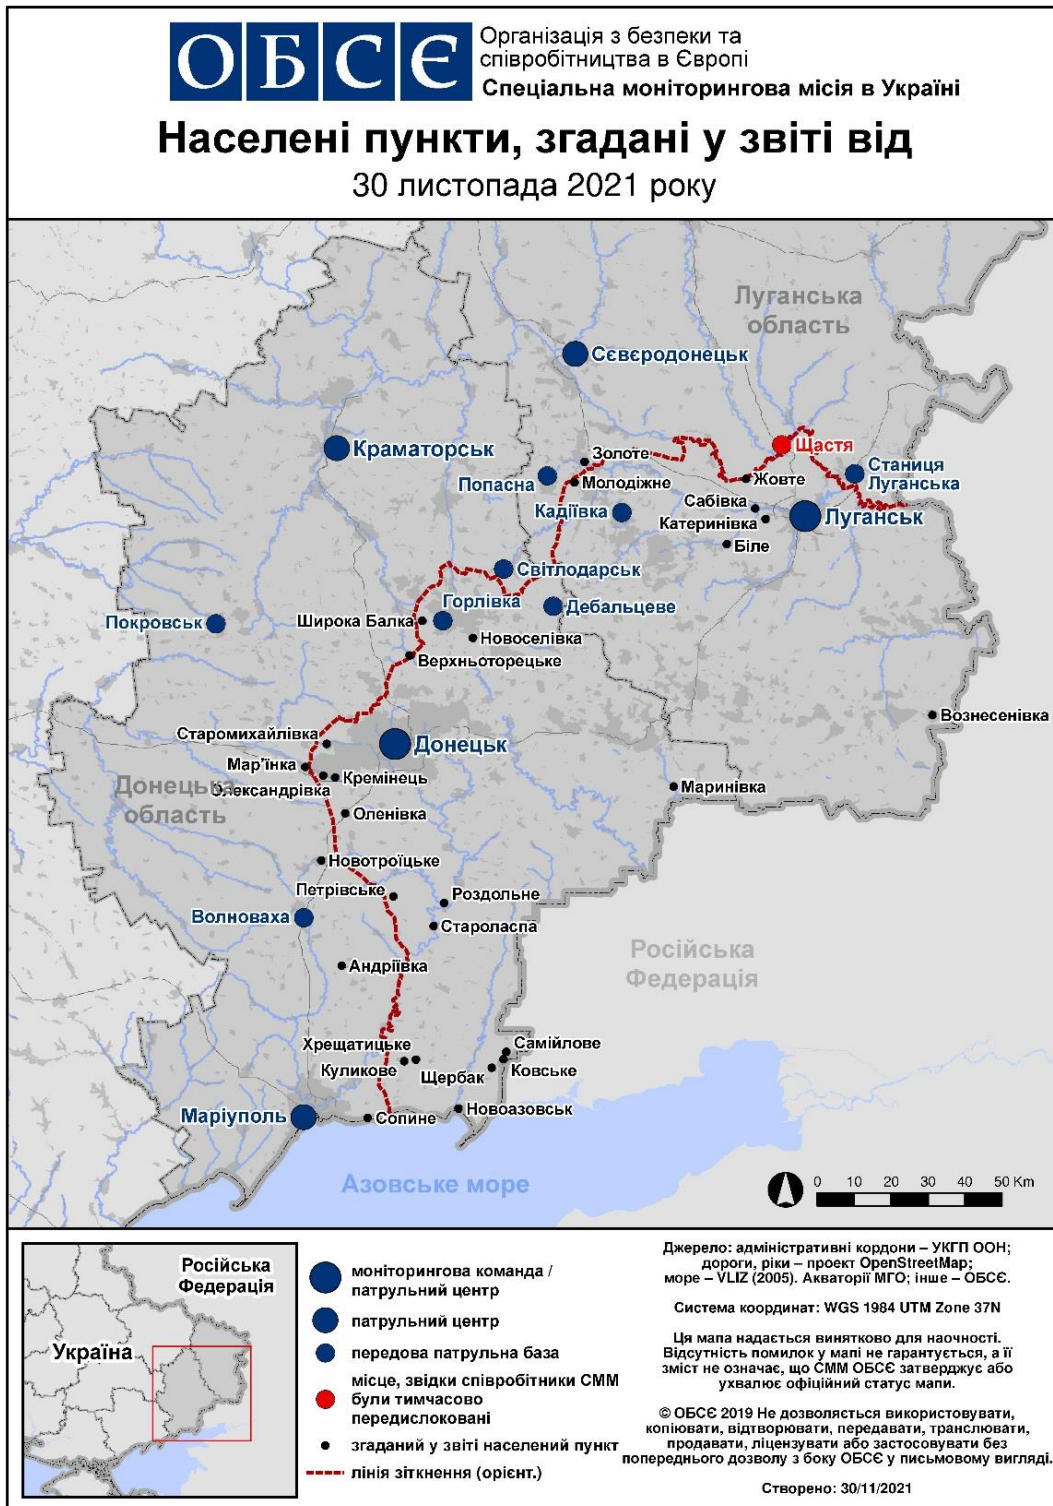 ОБСЄ
Організація з безпеки та
співробітництва в Європі
Спеціальна моніторингова місія в Україні
Населені пункти, згадані у звіті від
30 листопада 2021 року
Луганська
область
Сєвєродонецьк
Щастя
Краматорськ
Золоте
Станиця
Луганська
Попасна
Молодіжне
Жовте
Сабівка
Кадіївка
Катеринівка
Луганськ
Біле
Світлодарськ
Горлівка
Дебальцеве
Покровськ
Широка Балка
Новоселівка
Верхньоторецьке
Вознесенівка
Старомихайлівка
Донецьк
Мар'їнка
Кремінець
Донецька
область
Олександрівка
Маринівка
Оленівка
Новотроїцьке
Петрівське
Роздольне
Волноваха
Староласпа
Російська
Федерація
Андріївка
Хрещатицьке
Самійлове
Куликове
Щербак
Ковське
Маріуполь
Сопине
Новоазовськ
Азовське море
0 10 20 30 40 50 Км
Російська
Федерація
Україна
моніторингова команда /
патрульний центр
патрульний центр
передова патрульна база
місце, звідки співробітники СММ
були тимчасово
передислоковані
згаданий у звіті населений пункт
лінія зіткнення (орієнт.)
Джерело: адміністративні кордони – УКГП ООН;
дороги, ріки – проект OpenStreetMap;
море – VLIZ (2005). Акваторії МГО; інше – ОБСЄ.
Система координат: WGS 1984 UTM Zone 37N
Ця мапа надається винятково для наочності.
Відсутність помилок у мапі не гарантується, а її
зміст не означає, що СММ ОБСЄ затверджує або
ухвалює офіційний статус мапи.
© ОБСЄ 2019 Не дозволяється використовувати,
копіювати, відтворювати, передавати, транслювати,
продавати, ліцензувати або застосовувати без
попереднього дозволу з боку ОБСЄ у письмовому вигляді.
Створено: 30/11/2021